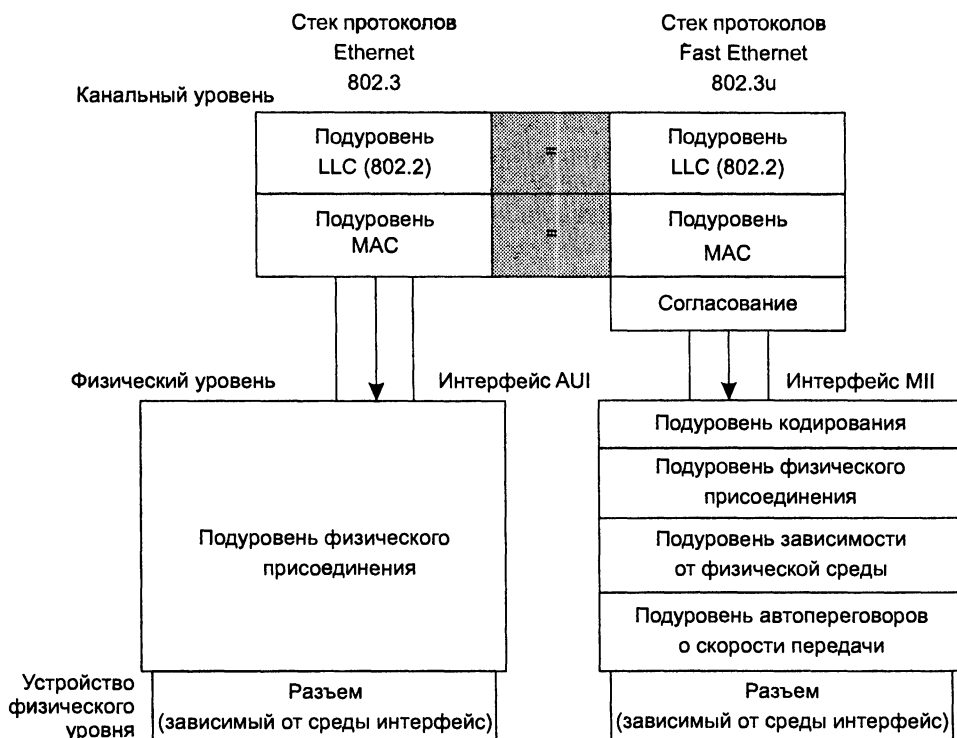 Стек протоколов
Ethernet
802.3
Стек протоколов
Fast Ethernet
802.3u
Канальный уровень
Подуровень
LLC (802.2)
=
Подуровень
LLC (802.2)
Подуровень
MAC
=
Подуровень
MAC
Согласование
Физический уровень
Интерфейс AUI
Интерфейс MII
Подуровень физического
присоединения
Подуровень кодирования
Подуровень физического
присоединения
Подуровень зависимости
от физической среды
Подуровень автопереговоров
о скорости передачи
Устройство
физического
уровня
Разъем
(зависимый от среды интерфейс)
Разъем
(зависимый от среды интерфейс)